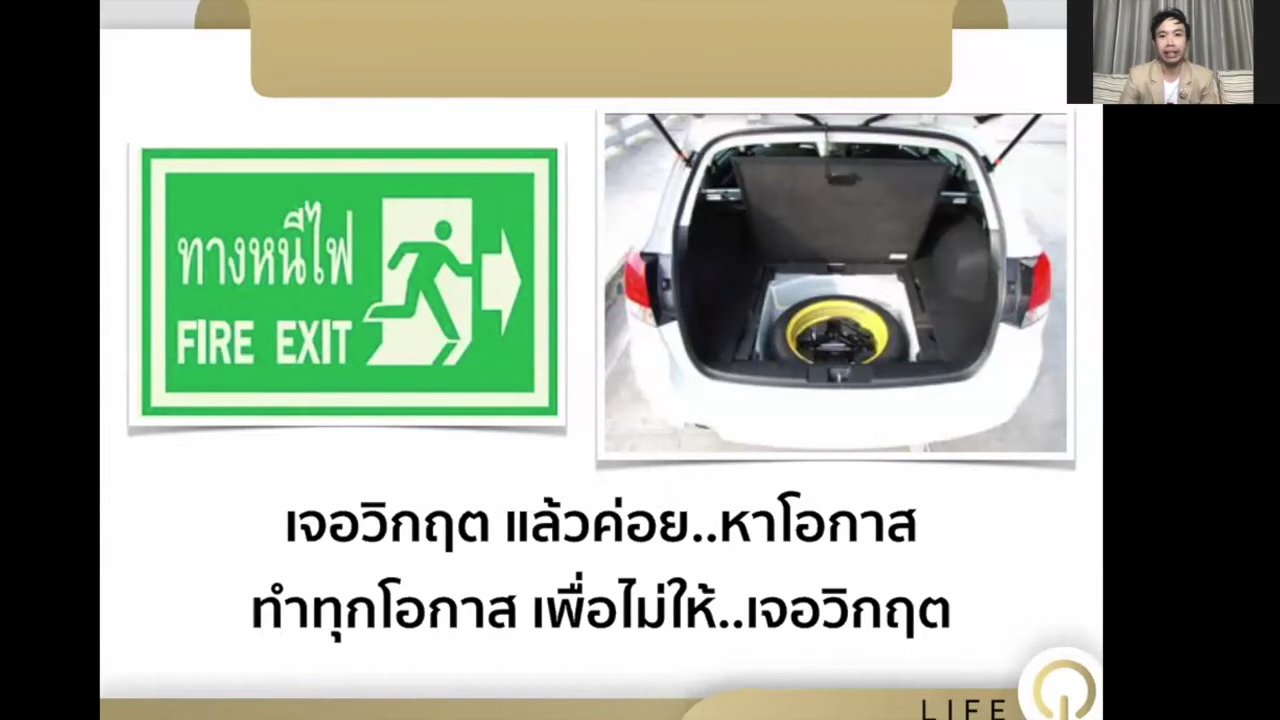 ทางหนีไฟ
FIRE EXIT
เจอวิกฤต แล้วค่อย..หาโอกาส
ทำทุกโอกาส เพื่อไม่ให้..เจอวิกฤต
LIFE